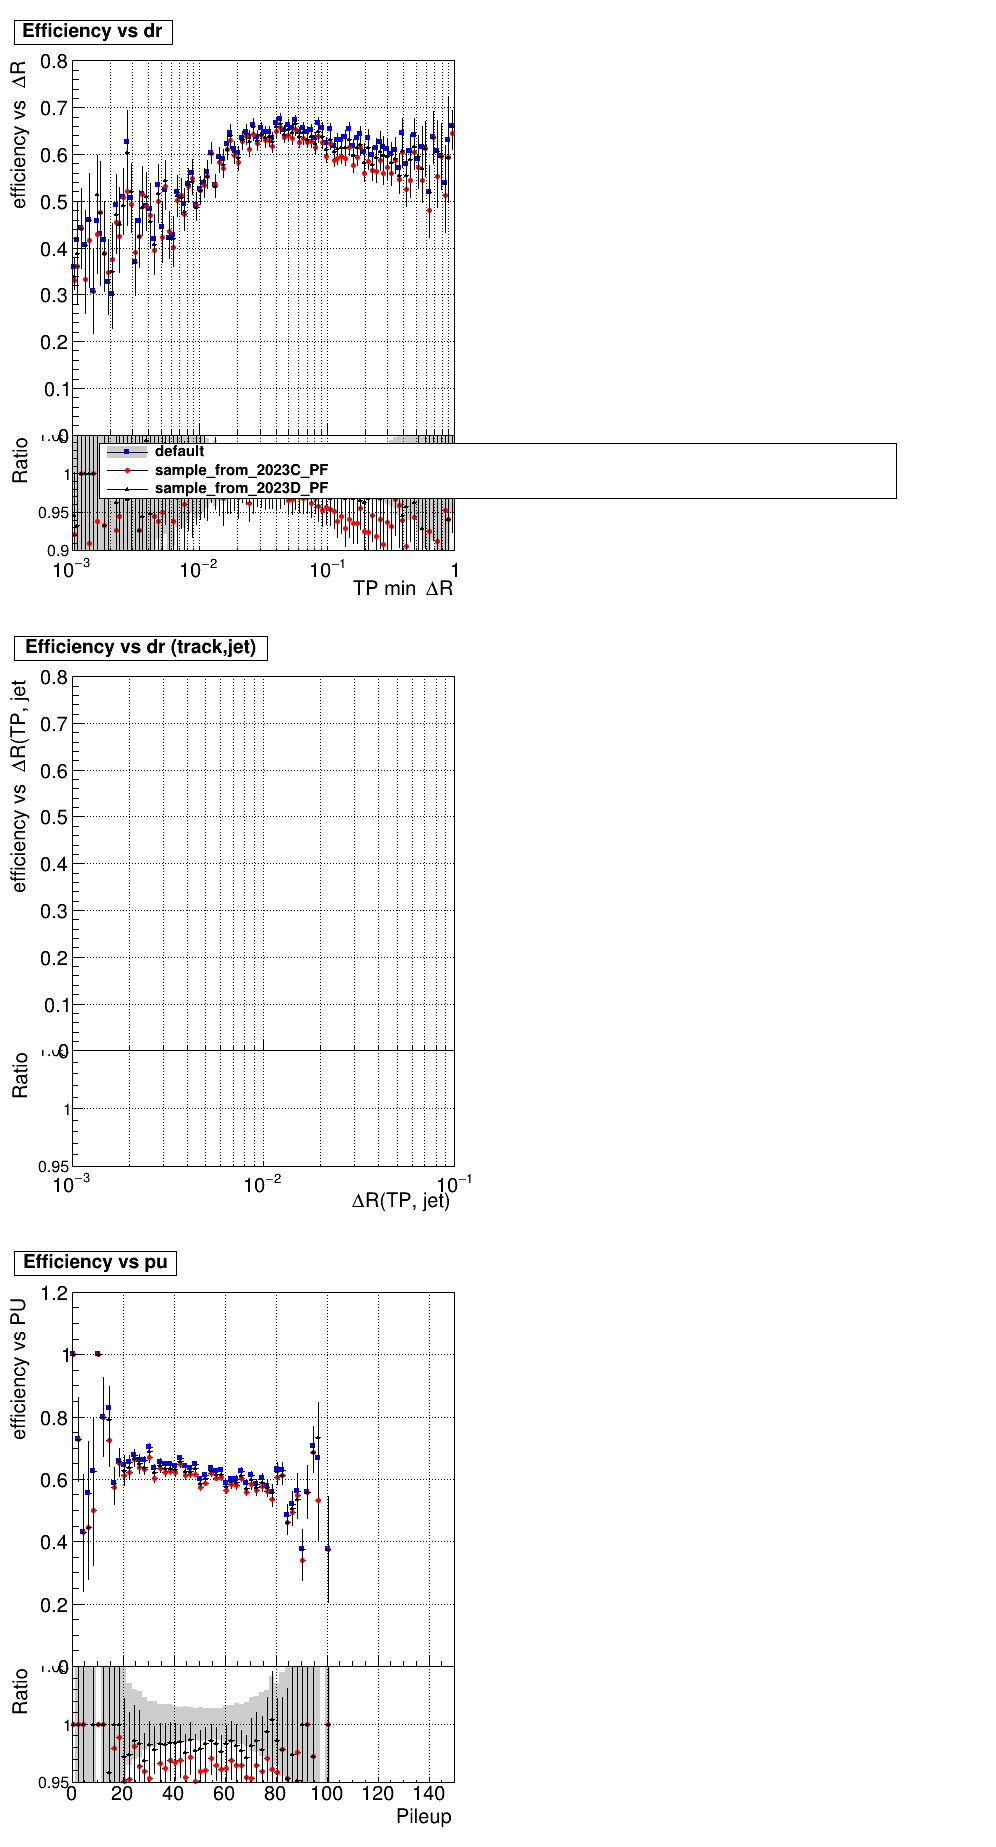 Efficiency vs dr
efficiency vs ΔR
0.8
0.7
0.6
0.5
0.4
0.3
0.2
0.1
0
Ratio
1
0.95
0.9
default
sample_from_2023C_PF
sample_from_2023D_PF
10⁻³ 10⁻² 10⁻¹ 1
TP min ΔR
Efficiency vs dr (track,jet)
efficiency vs ΔR(TP, jet
0.8
0.7
0.6
0.5
0.4
0.3
0.2
0.1
0
Ratio
1
0.95
10⁻³ 10⁻² 10⁻¹
ΔR(TP, jet)
Efficiency vs pu
efficiency vs PU
1.2
1
0.8
0.6
0.4
0.2
0
Ratio
1
0.95
0 20 40 60 80 100 120 140
Pileup